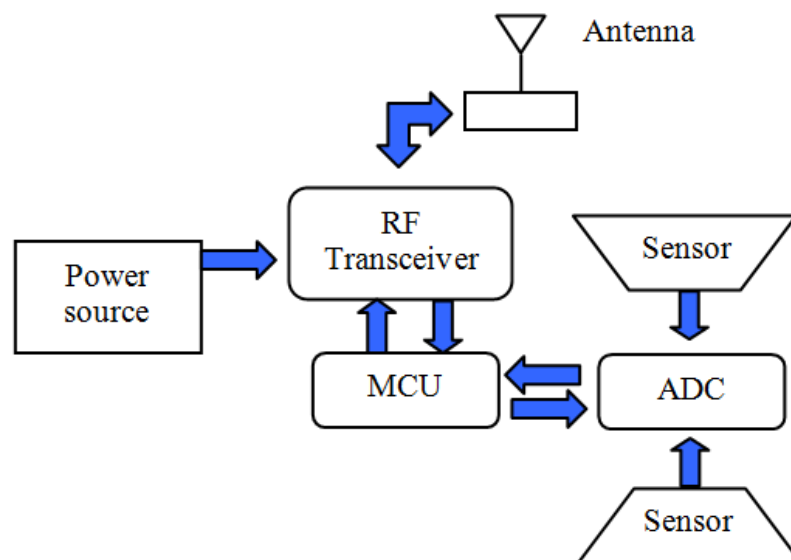 Antenna
RF
Transceiver
Sensor
Power
source
MCU
ADC
Sensor